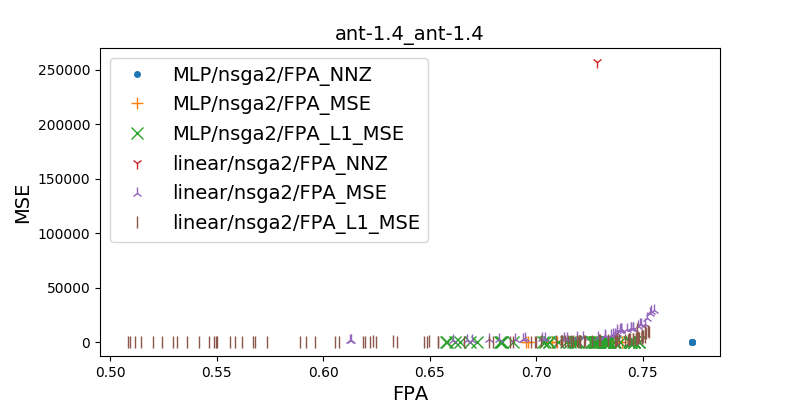 ant-1.4_ant-1.4
250000
200000
150000
100000
50000
0
MSE
MLP/nsga2/FPA_NNZ
MLP/nsga2/FPA_MSE
MLP/nsga2/FPA_L1_MSE
linear/nsga2/FPA_NNZ
linear/nsga2/FPA_MSE
linear/nsga2/FPA_L1_MSE
0.50 0.55 0.60 0.65 0.70 0.75
FPA